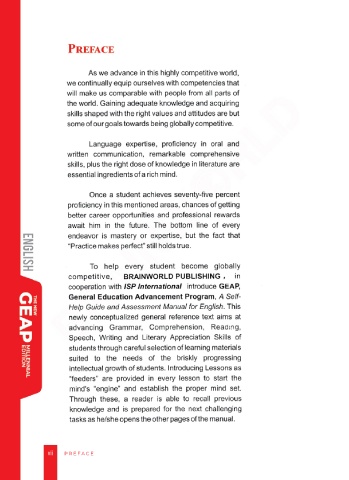 PREFACE
As we advance in this highly competitive world,
we continually equip ourselves with competencies that
will make us comparable with people from all parts of
the world. Gaining adequate knowledge and acquiring
skills shaped with the right values and attitudes are but
some of our goals towards being globally competitive.
Language expertise, proficiency in oral and
written communication, remarkable comprehensive
skills, plus the right dose of knowledge in literature are
essential ingredients of a rich mind.
Once a student achieves seventy-five percent
proficiency in this mentioned areas, chances of getting
better career opportunities and professional rewards
await him in the future. The bottom line of every
endeavor is mastery or expertise, but the fact that
"Practice makes perfect" still holds true.
To help every student become globally
competitive, BRAINWORLD PUBLISHING , in
cooperation with ISP International introduce GEAP,
General Education Advancement Program, A Self-
Help Guide and Assessment Manual for English. This
newly conceptualized general reference text aims at
advancing Grammar, Comprehension, Reading,
Speech, Writing and Literary Appreciation Skills of
students through careful selection of learning materials
suited to the needs of the briskly progressing
intellectual growth of students. Introducing Lessons as
"feeders" are provided in every lesson to start the
mind's "engine" and establish the proper mind set.
Through these, a reader is able to recall previous
knowledge and is prepared for the next challenging
tasks as he/she opens the other pages of the manual.
ENGLISH
THE NEW
GEAP
MILLENNIAL
EDITION
vi PREFACE